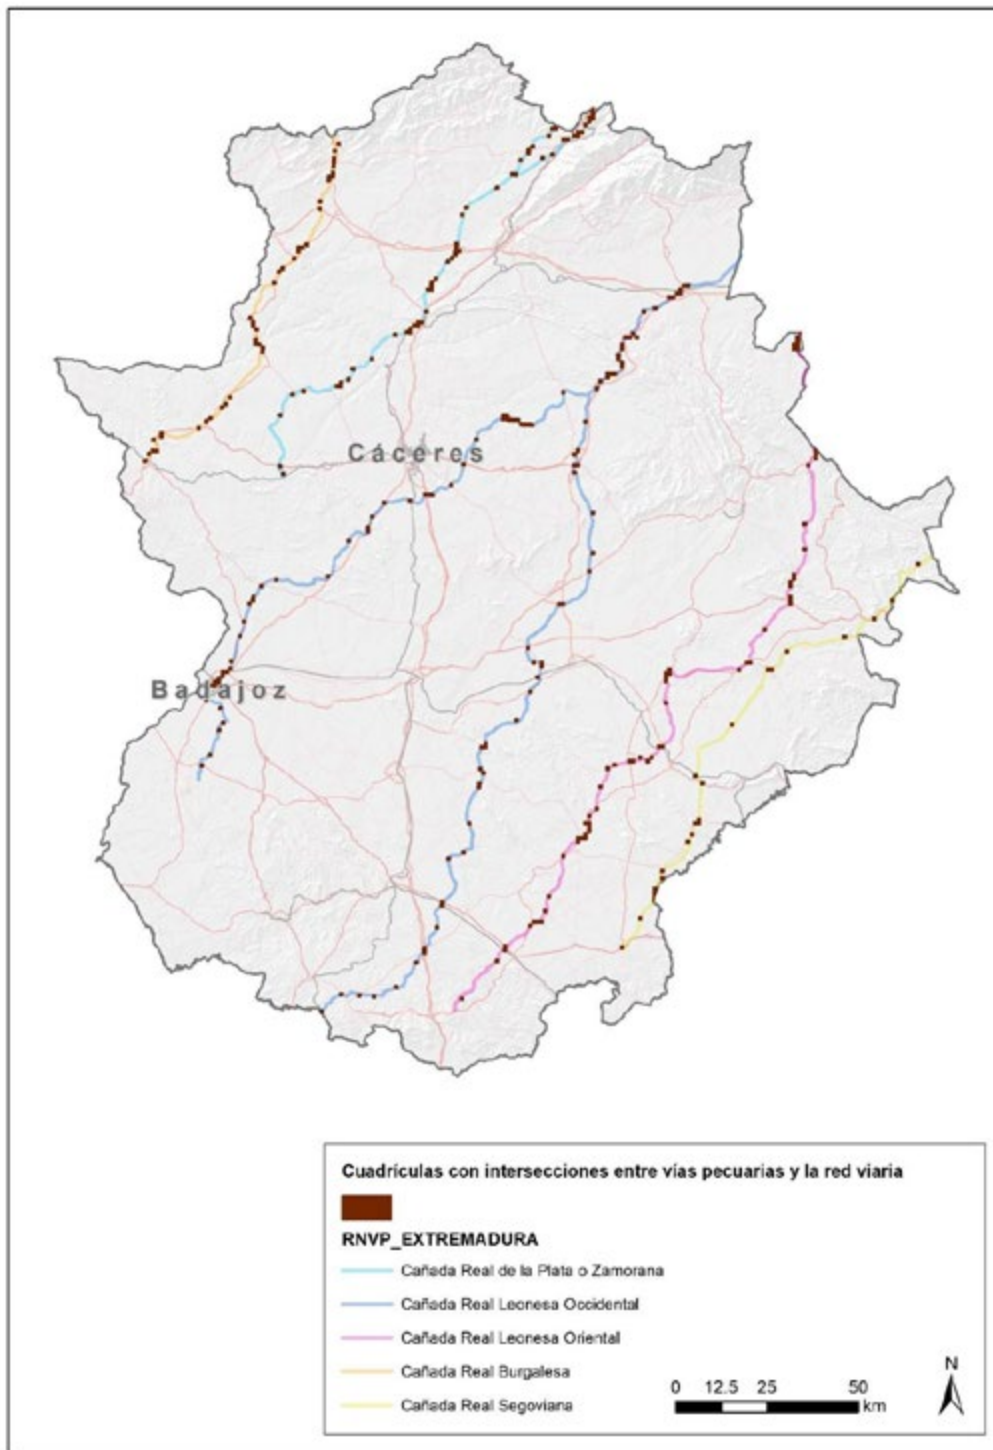 Cáceres
Badajoz
Cuadrículas con intersecciones entre vías pecuarias y la red viaria
RNVP_EXTREMADURA
Cañada Real de la Plata o Zamorana
Cañada Real Leonesa Occidental
Cañada Real Leonesa Oriental
Cañada Real Burgalesa
Cañada Real Segoviana
N
0 12.5 25 50
km